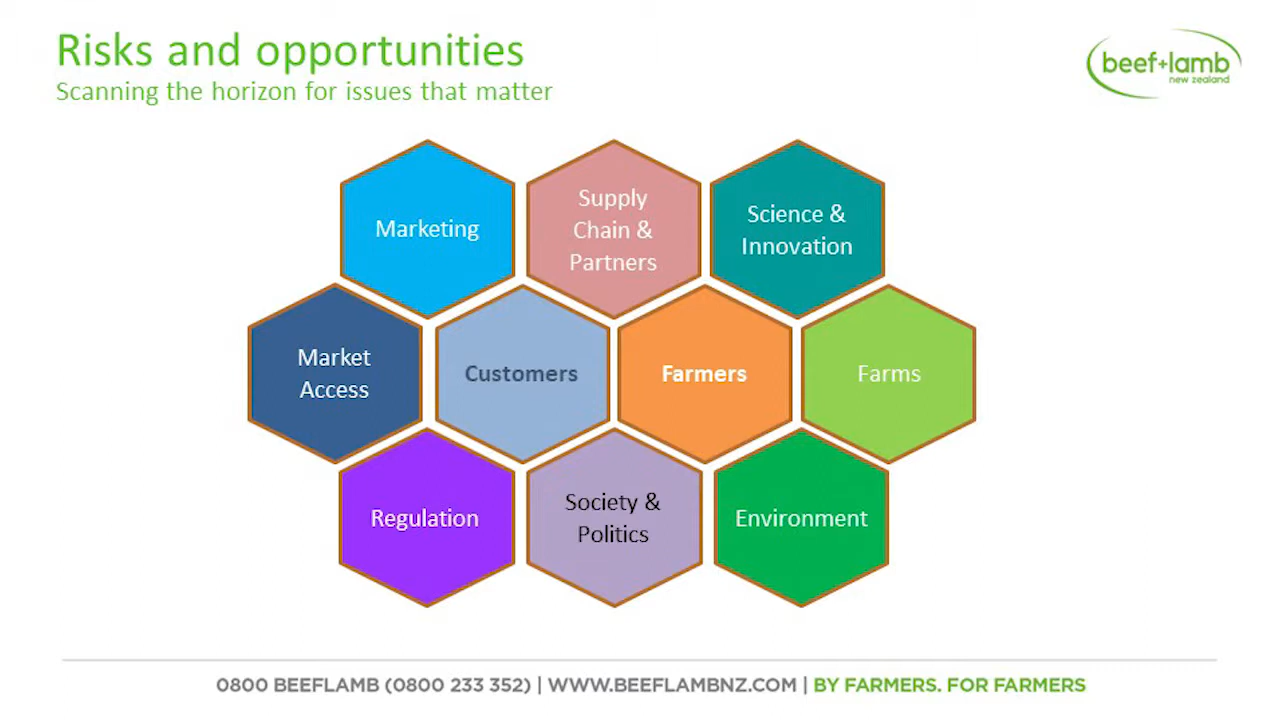 Risks and opportunities
Scanning the horizon for issues that matter
beef+lamb
new zealand
Marketing
Supply
Chain &
Partners
Science &
Innovation
Market
Access
Customers
Farmers
Farms
Regulation
Society &
Politics
Environment
0800 BEEFLAMB (0800 233 352) | WWW.BEEFLAMBNZ.COM | BY FARMERS. FOR FARMERS